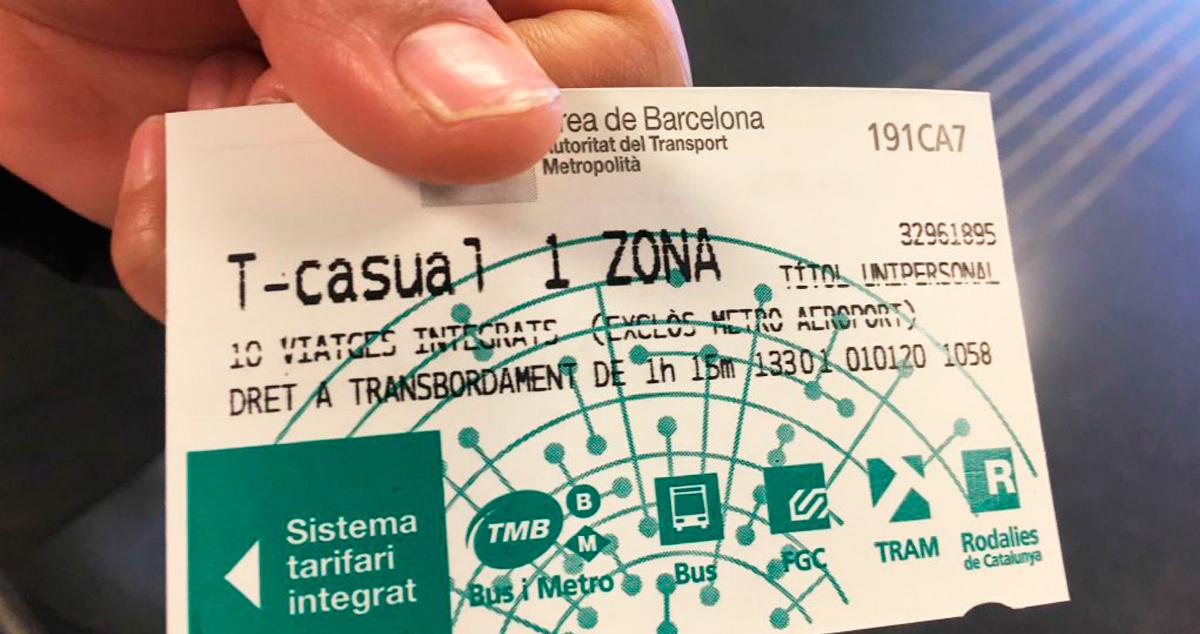 rea de Barcelona
utoritat del Transport
Metropolità
191CA7
32961895
T-casual 1 ZONA
TÍTOL UNIPERSONAL
10 VIATGES INTEGRATS (EXCLÒS METRO AEROPORT)
DRET A TRANSBORDAMENT DE 1h 15m 13301 010120 1058
Sistema
tarifari
integrat
TMB
B
M
Bus i Metro
Bus
FGC
TRAM
R
Rodalies
de Catalunya